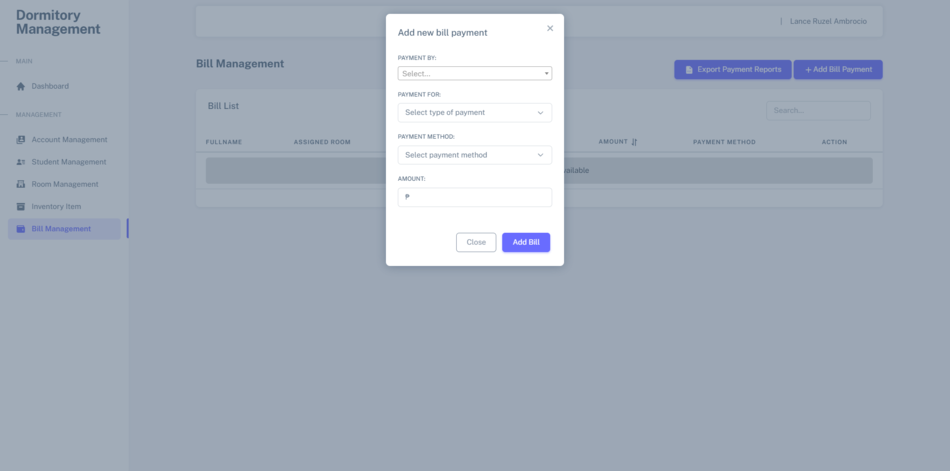 Dormitory
Management
MAIN
Dashboard
MANAGEMENT
Account Management
Student Management
Room Management
Inventory Item
Bill Management
| Lance Ruzel Ambrocio
Bill Management
Export Payment Reports
+ Add Bill Payment
Bill List
Search...
FULLNAME ASSIGNED ROOM AMOUNT PAYMENT METHOD ACTION
Add new bill payment
PAYMENT BY:
Select...
PAYMENT FOR:
Select type of payment
PAYMENT METHOD:
Select payment method
AMOUNT:
₱
Close
Add Bill